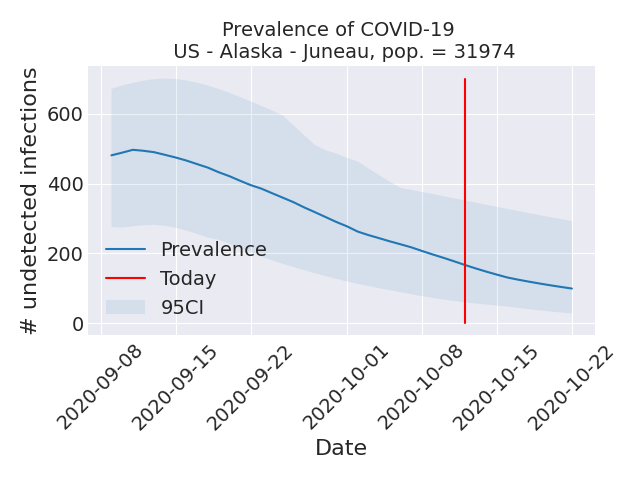 Prevalence of COVID-19
US - Alaska - Juneau, pop. = 31974
# undetected infections
600
400
200
0
Prevalence
Today
95CI
2020-09-08
2020-09-15
2020-09-22
2020-10-01
2020-10-08
2020-10-15
2020-10-22
Date